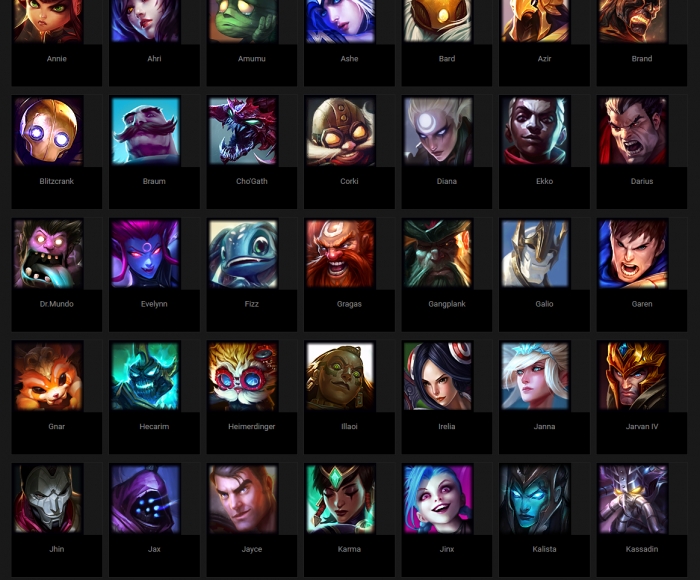 Annie Ahri Amumu Ashe Bard Azir Brand
Blitzcrank Braum Cho'Gath Corki Diana Ekko Darius
Dr.Mundo Evelynn Fizz Gragas Gangplank Galio Garen
Gnar Hecarim Heimerdinger Illaoi Irelia Janna Jarvan IV
Jhin Jax Jayce Karma Jinx Kalista Kassadin